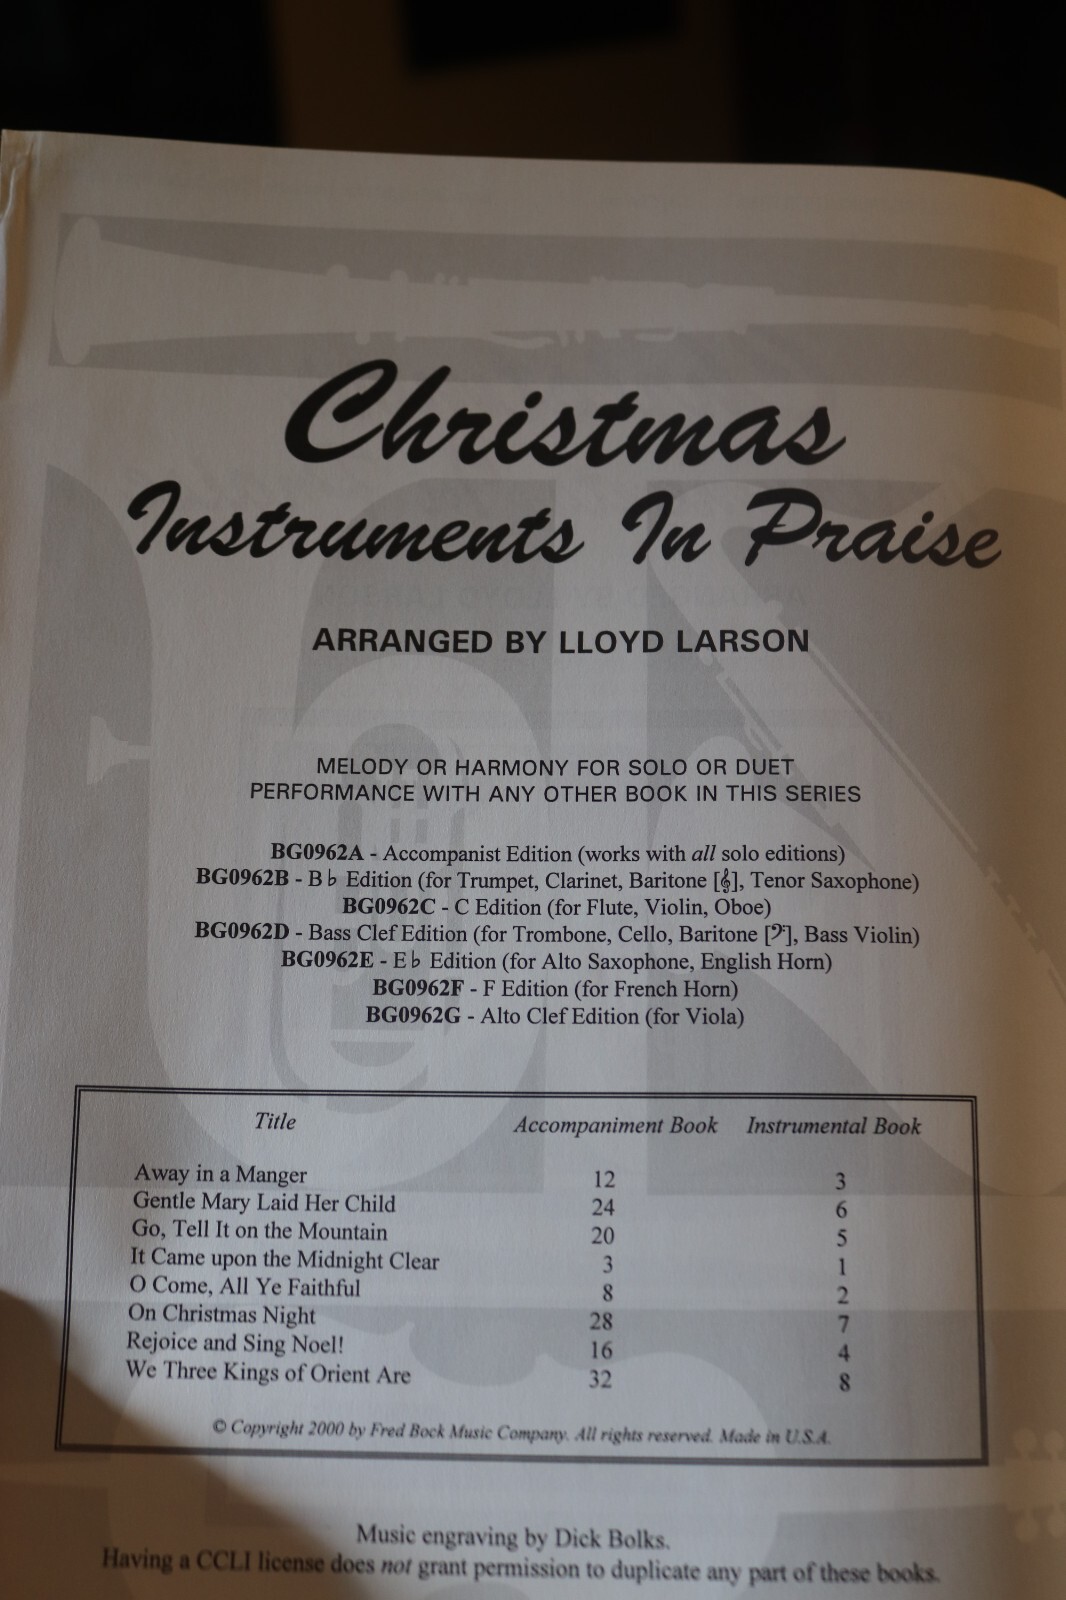 Christmas
Instruments In Praise
ARRANGED BY LLOYD LARSON
MELODY OR HARMONY FOR SOLO OR DUET
PERFORMANCE WITH ANY OTHER BOOK IN THIS SERIES
BG0962A - Accompanist Edition (works with all solo editions)
BG0962B - B♭ Edition (for Trumpet, Clarinet, Baritone [𝄞], Tenor Saxophone)
BG0962C - C Edition (for Flute, Violin, Oboe)
BG0962D - Bass Clef Edition (for Trombone, Cello, Baritone [𝄢], Bass Violin)
BG0962E - E♭ Edition (for Alto Saxophone, English Horn)
BG0962F - F Edition (for French Horn)
BG0962G - Alto Clef Edition (for Viola)
Title Accompaniment Book Instrumental Book
Away in a Manger 12 3
Gentle Mary Laid Her Child 24 6
Go, Tell It on the Mountain 20 5
It Came upon the Midnight Clear 3 1
O Come, All Ye Faithful 8 2
On Christmas Night 28 7
Rejoice and Sing Noel! 16 4
We Three Kings of Orient Are 32 8
© Copyright 2000 by Fred Bock Music Company. All rights reserved. Made in U.S.A.
Music engraving by Dick Bolks.
Having a CCLI license does not grant permission to duplicate any part of these books.